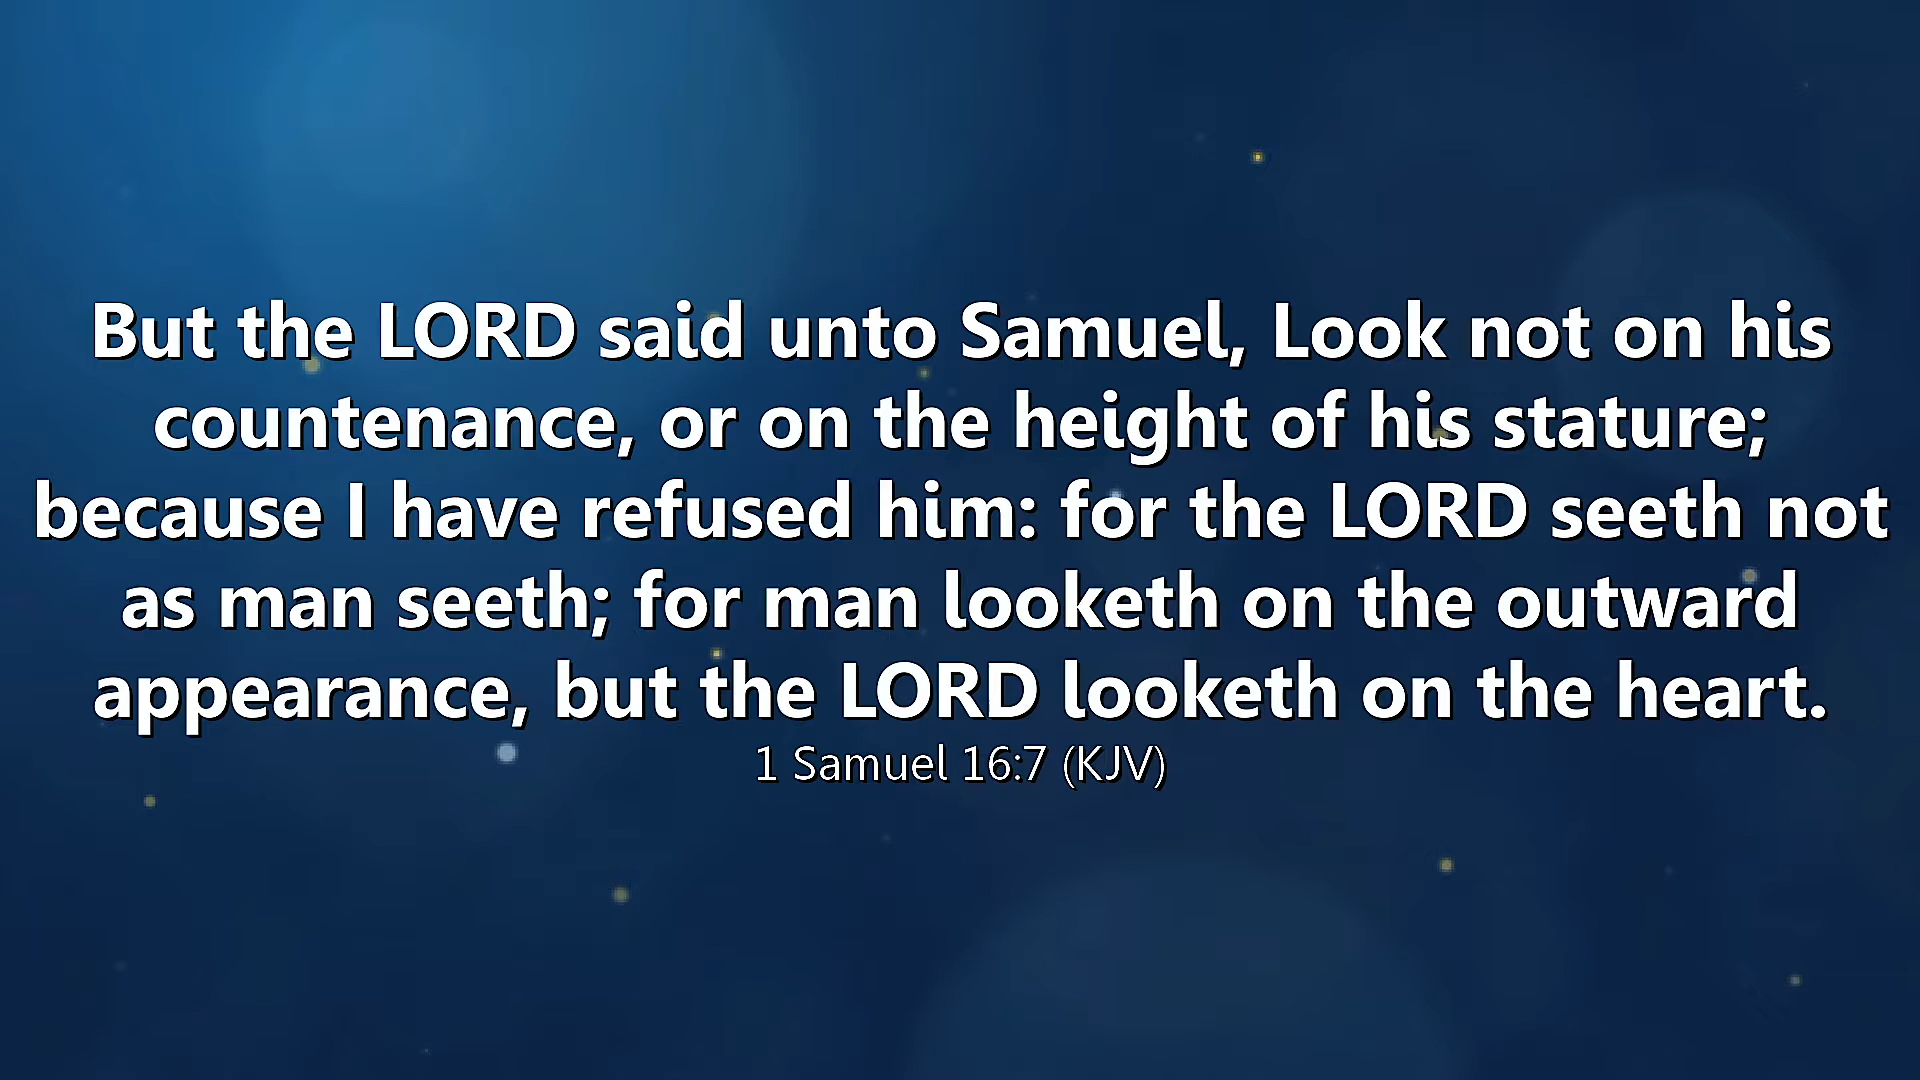 But the LORD said unto Samuel, Look not on his
countenance, or on the height of his stature;
because I have refused him: for the LORD seeth not
as man seeth; for man looketh on the outward
appearance, but the LORD looketh on the heart.
1 Samuel 16:7 (KJV)